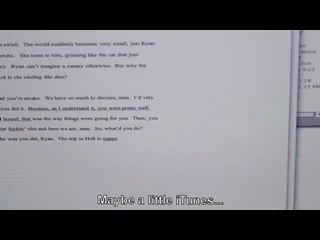 swish. The world suddenly becomes very small, just Ryan
She turns to him, grinning like the cat that just
Ryan can't imagine a canary otherwise. But why the
is she smiling like that?
you're awake. We have so much to discuss, man. I'd very
you did it. Because, as I understand it, you were pretty well
bound, that was the way things were going for you. Then, you
shit and here we are, man. So, what'd you do?
the way you did, Ryan. The trip to Hell is
Maybe a little iTunes...